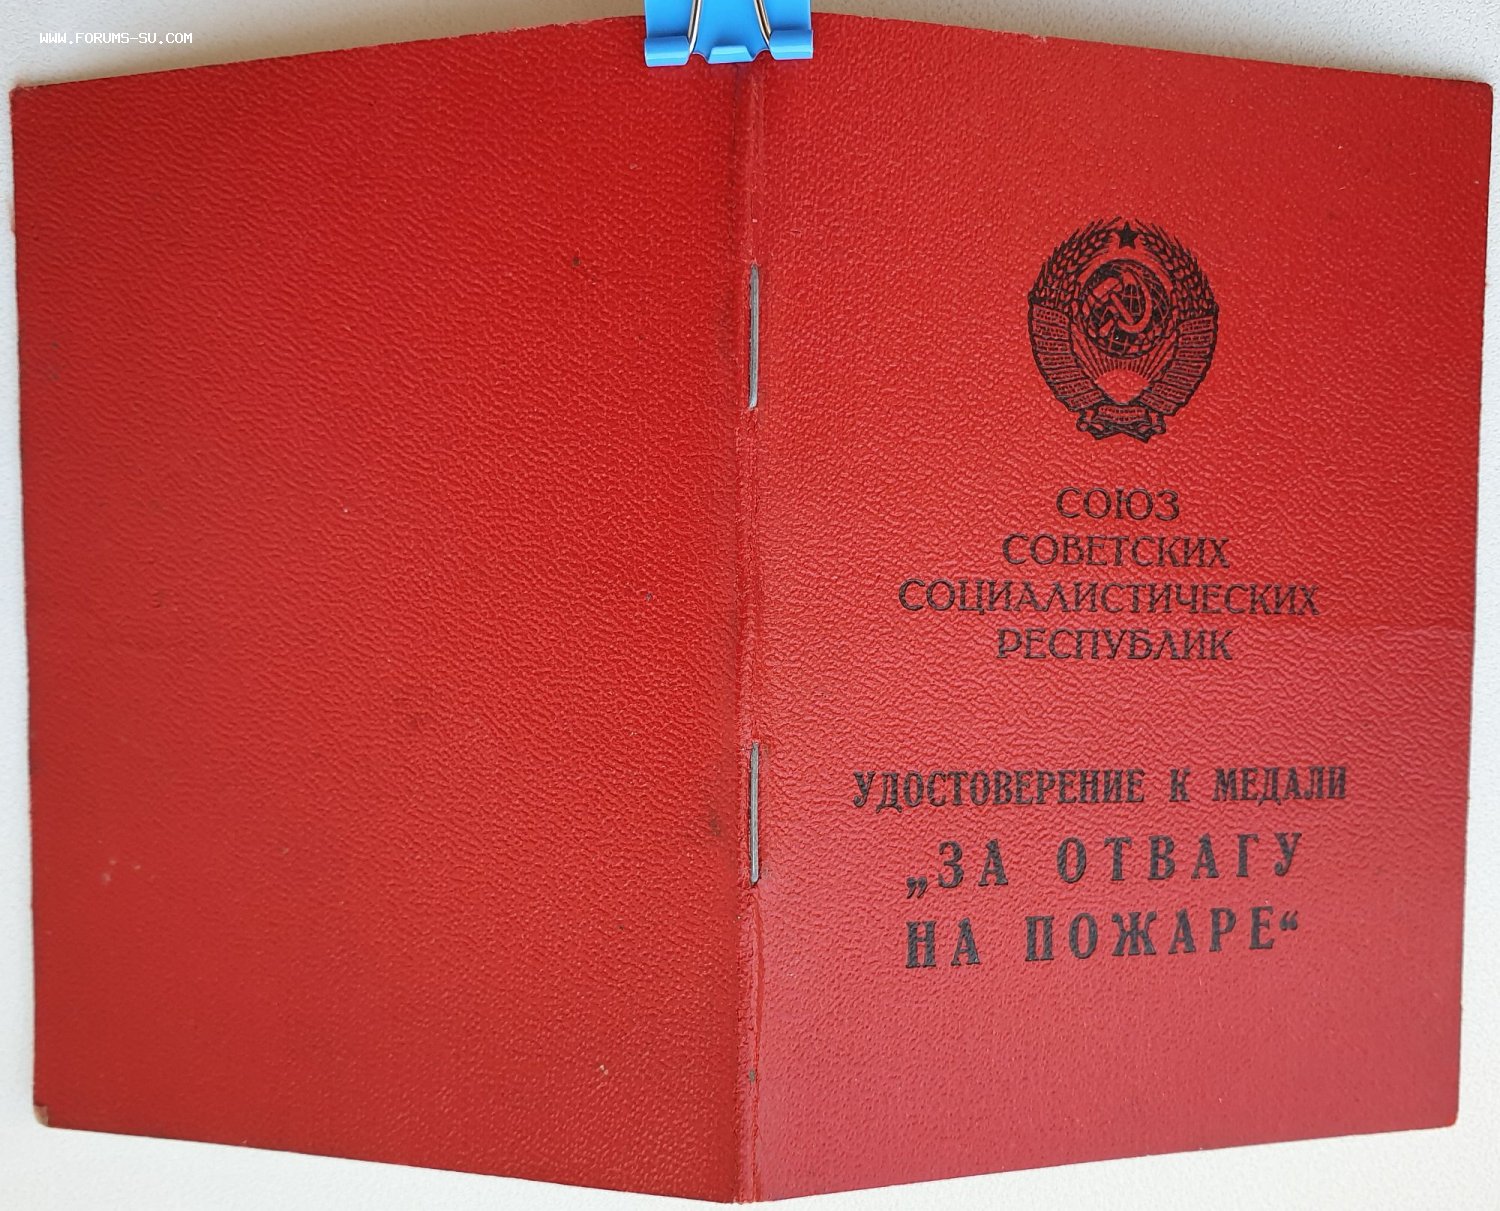 WWW.FORUMS-SU.COM
СОЮЗ
СОВЕТСКИХ
СОЦИАЛИСТИЧЕСКИХ
РЕСПУБЛИК
УДОСТОВЕРЕНИЕ К МЕДАЛИ
„ЗА ОТВАГУ
НА ПОЖАРЕ“